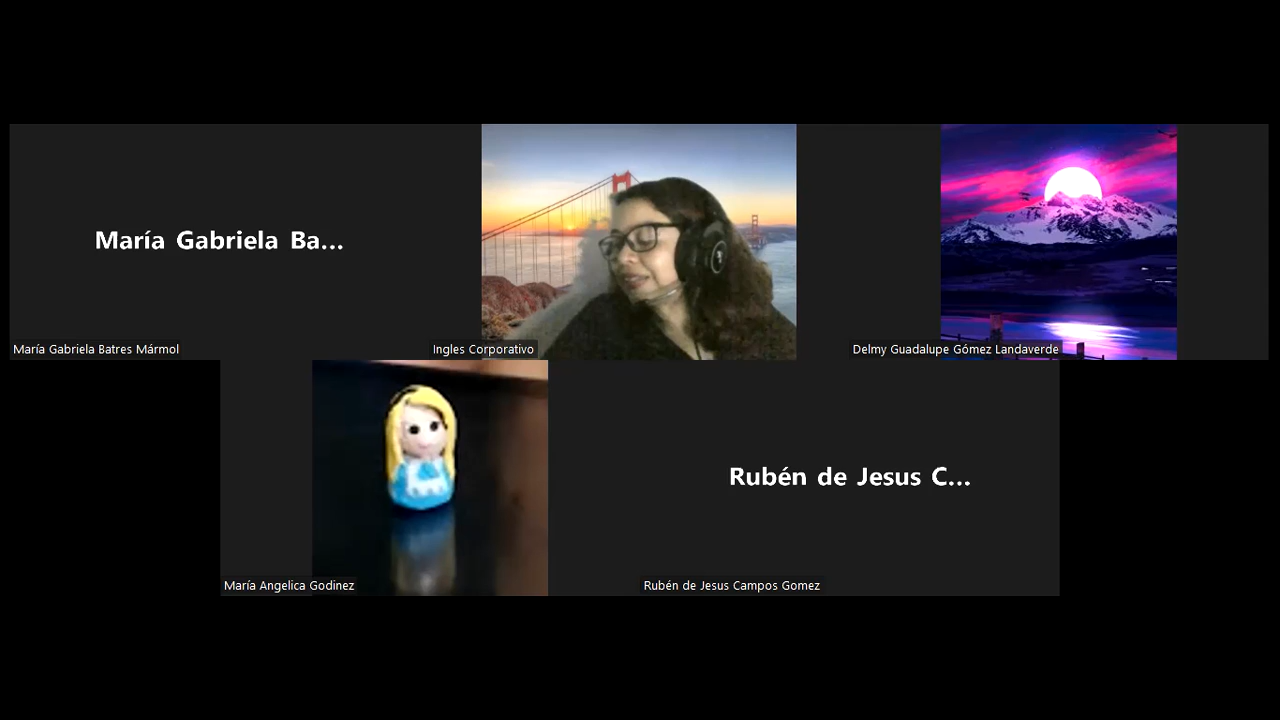 María Gabriela Ba...
María Gabriela Batres Mármol
Ingles Corporativo
Delmy Guadalupe Gómez Landaverde
Rubén de Jesus C...
María Angelica Godinez
Rubén de Jesus Campos Gomez